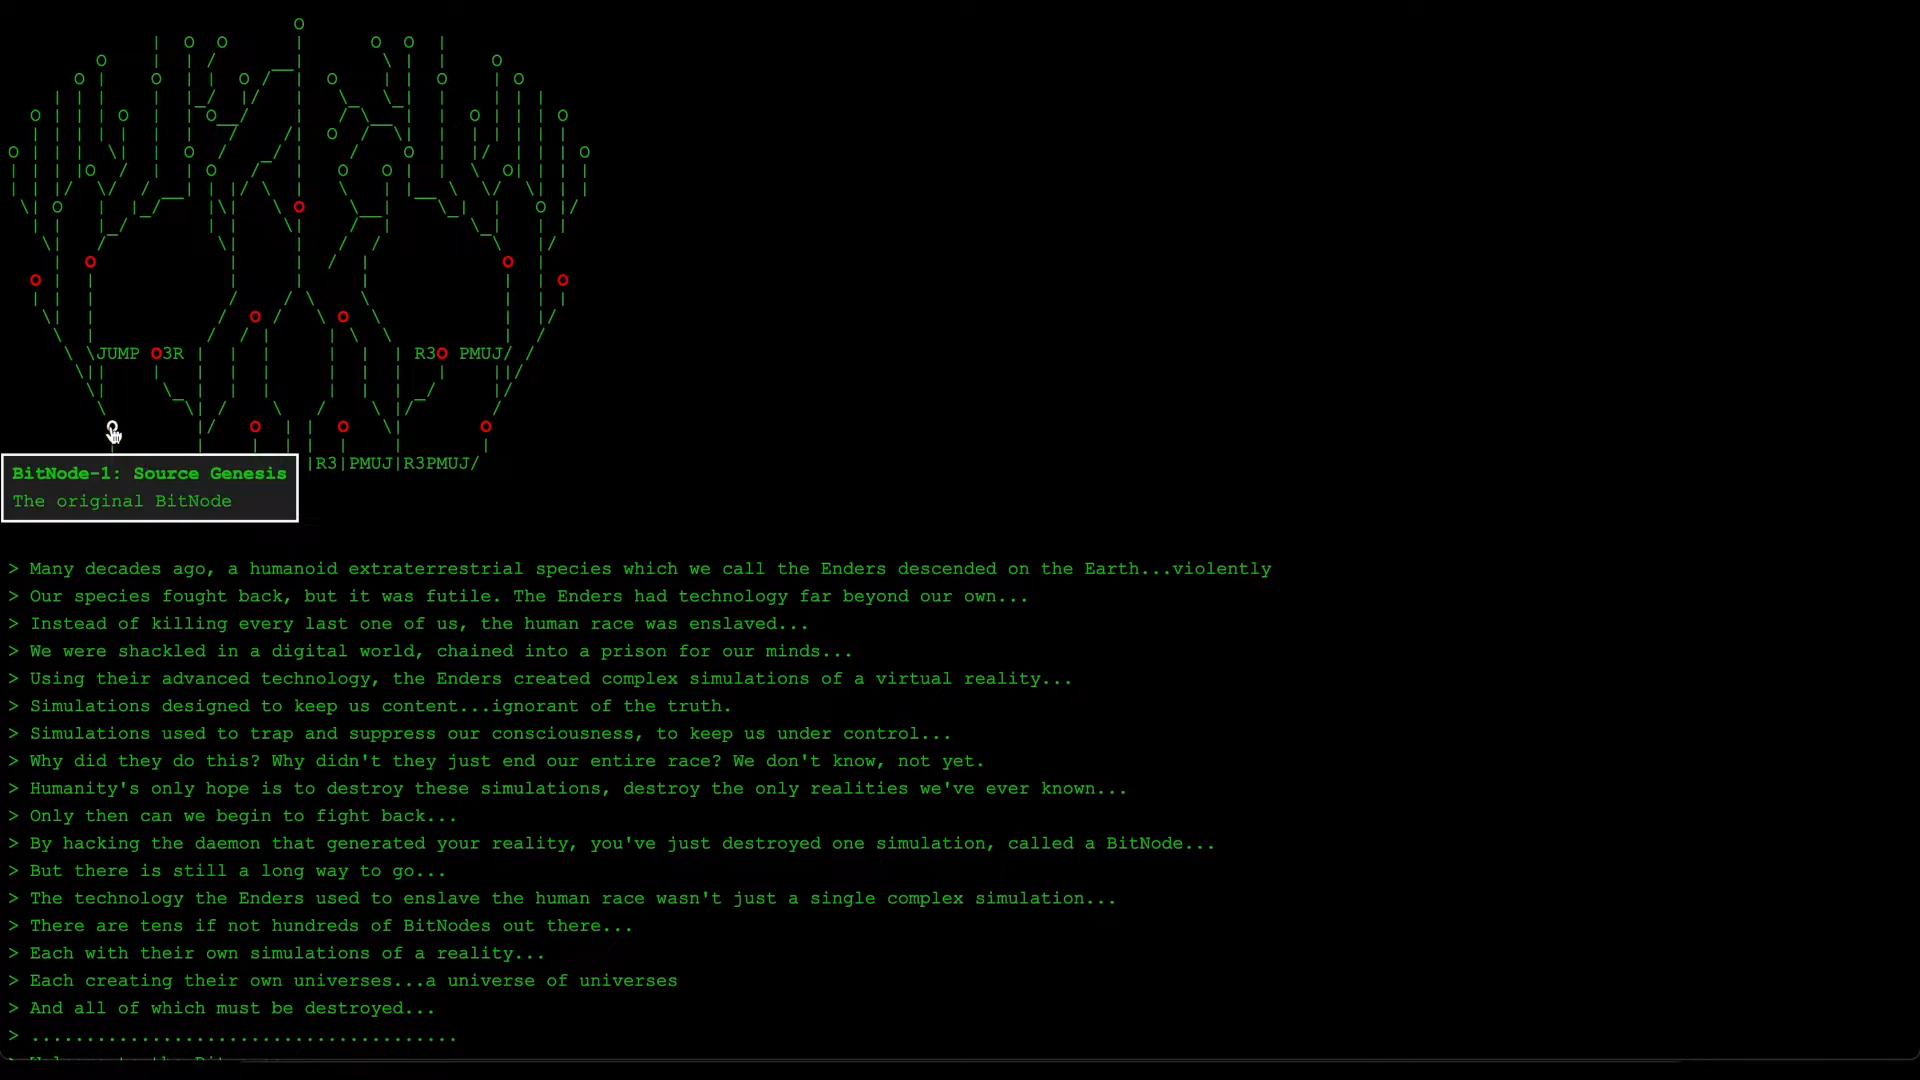 JUMP O3R
R3O PMUJ
|R3|PMUJ|R3PMUJ/
BitNode-1: Source Genesis
The original BitNode
> Many decades ago, a humanoid extraterrestrial species which we call the Enders descended on the Earth...violently
> Our species fought back, but it was futile. The Enders had technology far beyond our own...
> Instead of killing every last one of us, the human race was enslaved...
> We were shackled in a digital world, chained into a prison for our minds...
> Using their advanced technology, the Enders created complex simulations of a virtual reality...
> Simulations designed to keep us content...ignorant of the truth.
> Simulations used to trap and suppress our consciousness, to keep us under control...
> Why did they do this? Why didn't they just end our entire race? We don't know, not yet.
> Humanity's only hope is to destroy these simulations, destroy the only realities we've ever known...
> Only then can we begin to fight back...
> By hacking the daemon that generated your reality, you've just destroyed one simulation, called a BitNode...
> But there is still a long way to go...
> The technology the Enders used to enslave the human race wasn't just a single complex simulation...
> There are tens if not hundreds of BitNodes out there...
> Each with their own simulations of a reality...
> Each creating their own universes...a universe of universes
> And all of which must be destroyed...
> .......................................